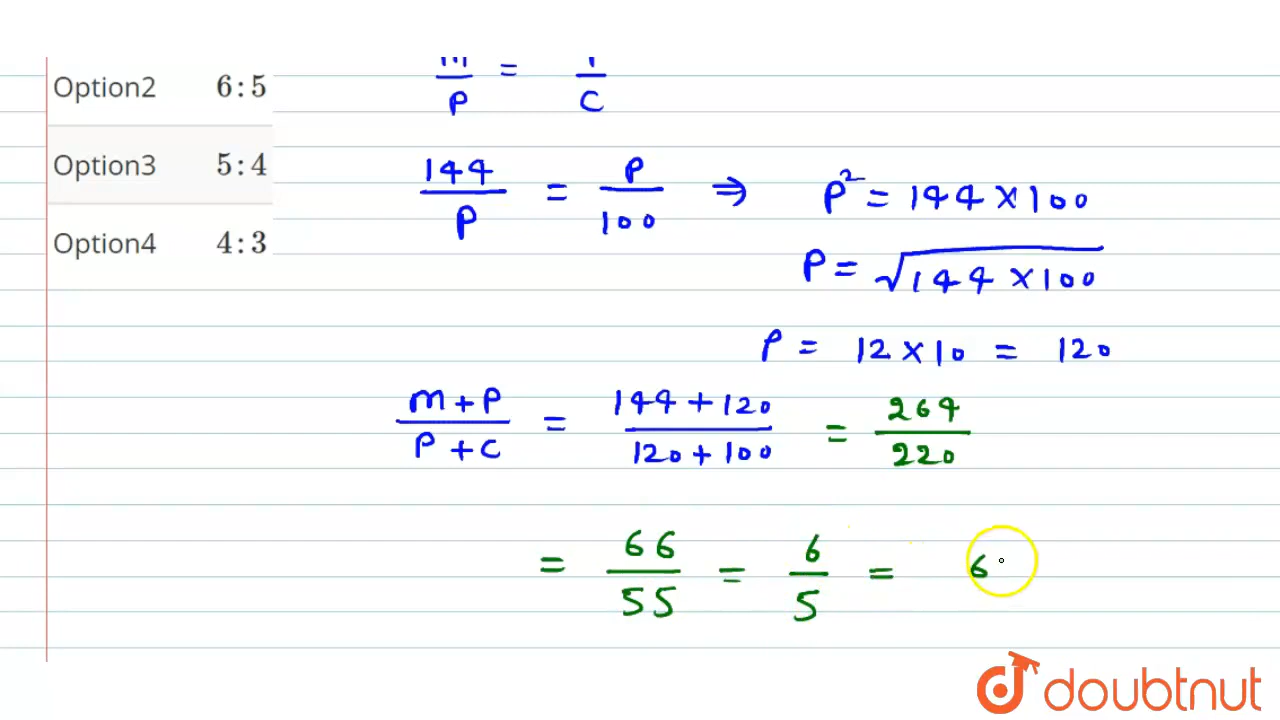 Option2 6:5
Option3 5:4
Option4 4:3
m/P = P/C
144/P = P/100 ⇒ P² = 144 × 100
P = √(144 × 100)
P = 12 × 10 = 120
(m + P)/(P + C) = (144 + 120)/(120 + 100) = 264/220
= 66/55 = 6/5 = 6
doubtnut